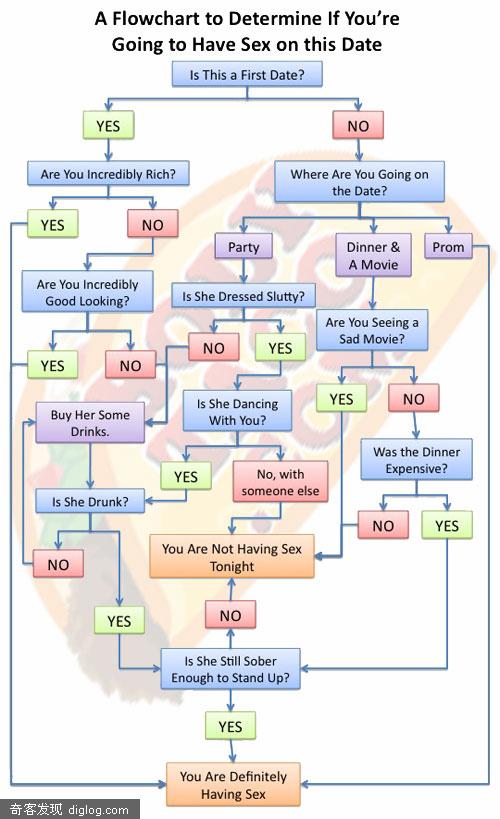 A Flowchart to Determine If You’re
Going to Have Sex on this Date
Is This a First Date?
YES
NO
Are You Incredibly Rich?
Where Are You Going on
the Date?
YES
NO
Party
Dinner &
A Movie
Prom
Are You Incredibly
Good Looking?
Is She Dressed Slutty?
Are You Seeing a
Sad Movie?
YES
NO
NO
YES
YES
NO
Buy Her Some
Drinks.
Is She Dancing
With You?
Was the Dinner
Expensive?
YES
No, with
someone else
Is She Drunk?
NO
YES
NO
You Are Not Having Sex
Tonight
YES
NO
Is She Still Sober
Enough to Stand Up?
YES
You Are Definitely
Having Sex
奇客发现 diglog.com